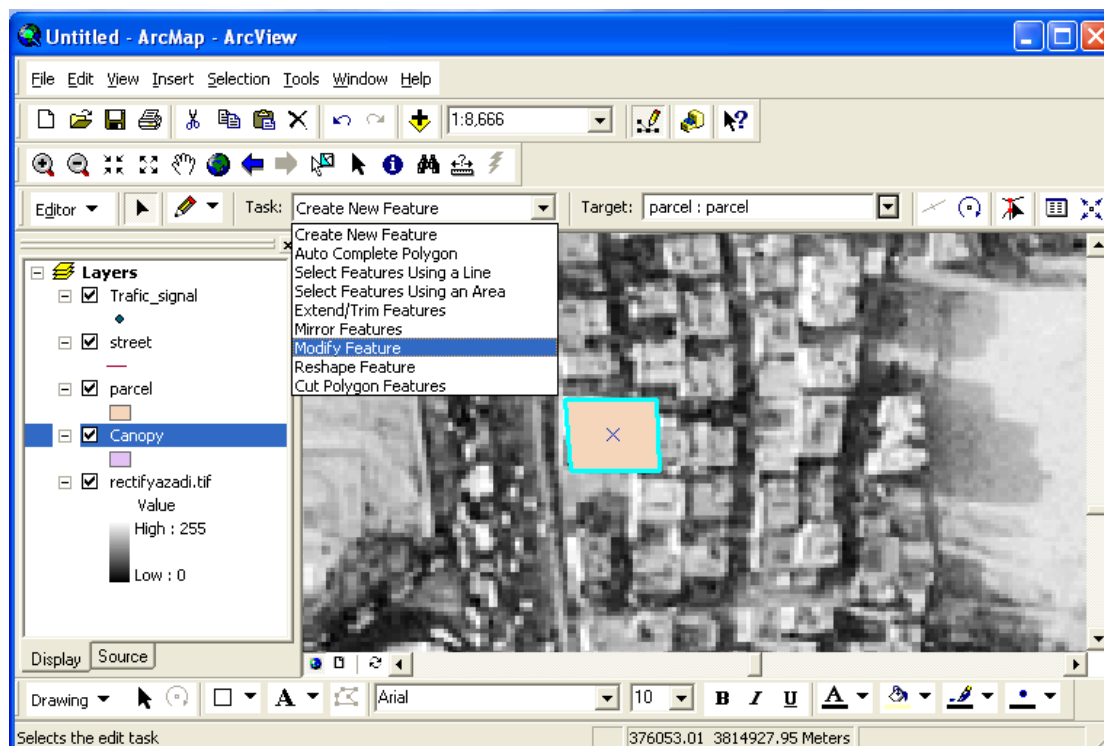 Untitled - ArcMap - ArcView
File Edit View Insert Selection Tools Window Help
1:8,666
Editor Task: Create New Feature Target: parcel : parcel
Create New Feature
Auto Complete Polygon
Select Features Using a Line
Select Features Using an Area
Extend/Trim Features
Mirror Features
Modify Feature
Reshape Feature
Cut Polygon Features
Layers
Trafic_signal
street
parcel
Canopy
rectifyazadi.tif
Value
High : 255
Low : 0
Display Source
Drawing A Arial 10 B I U A
Selects the edit task 376053.01 3814927.95 Meters